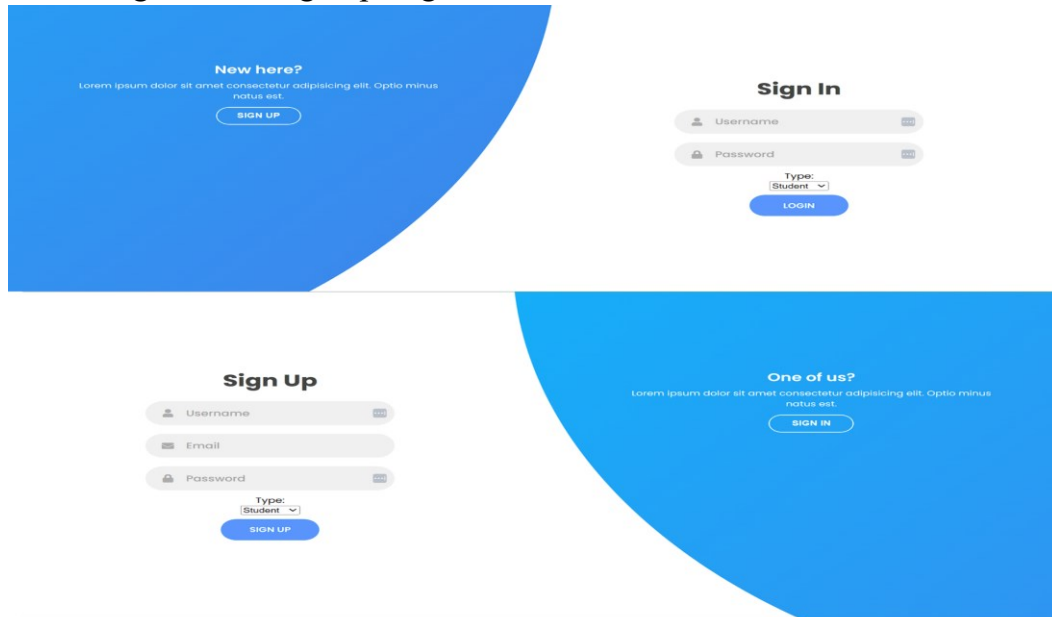 New here?
Lorem ipsum dolor sit amet consectetur adipisicing elit. Optio minus
natus est.
SIGN UP
Sign In
Username
Password
Type:
Student
LOGIN
Sign Up
Username
Email
Password
Type:
Student
SIGN UP
One of us?
Lorem ipsum dolor sit amet consectetur adipisicing elit. Optio minus
natus est.
SIGN IN